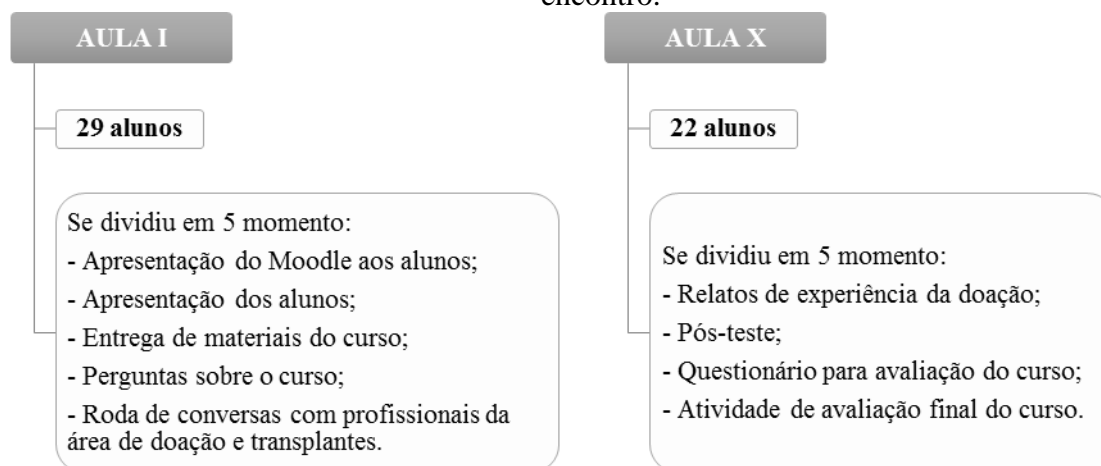 encontro.
AULA I
29 alunos
Se dividiu em 5 momento:
- Apresentação do Moodle aos alunos;
- Apresentação dos alunos;
- Entrega de materiais do curso;
- Perguntas sobre o curso;
- Roda de conversas com profissionais da
área de doação e transplantes.
AULA X
22 alunos
Se dividiu em 5 momento:
- Relatos de experiência da doação;
- Pós-teste;
- Questionário para avaliação do curso;
- Atividade de avaliação final do curso.